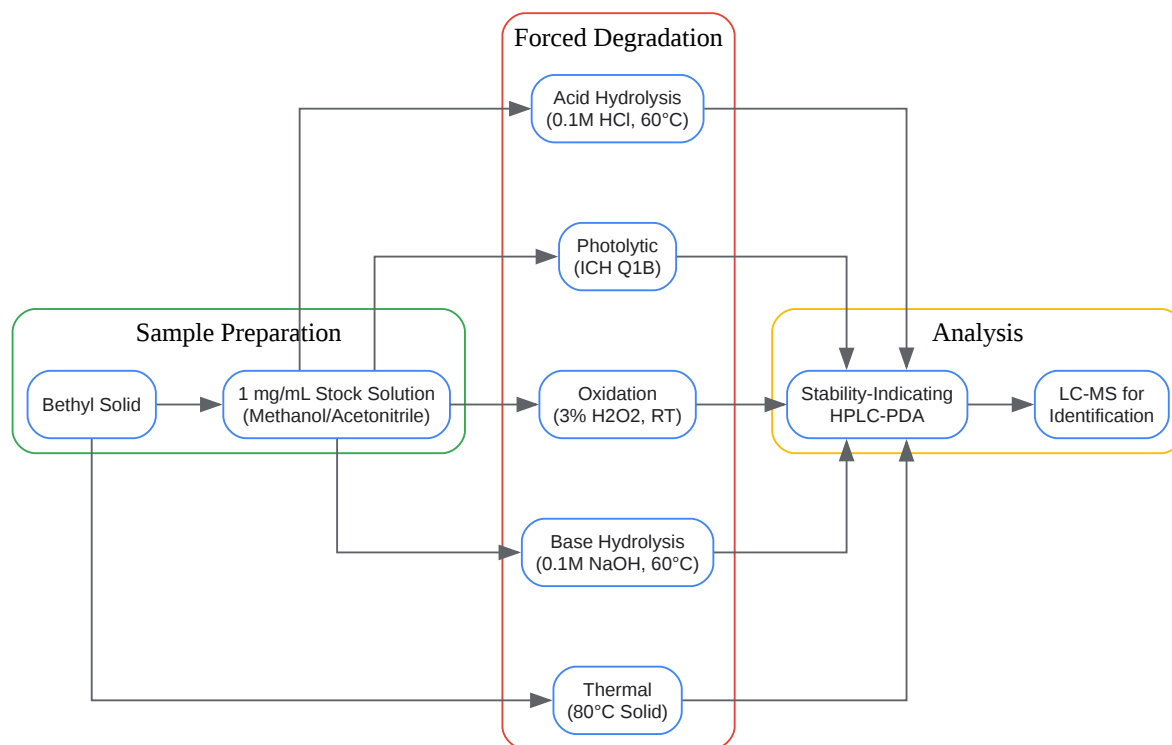 Forced Degradation
Acid Hydrolysis
(0.1M HCl, 60°C)
Photolytic
(ICH Q1B)
Sample Preparation
Analysis
Bethyl Solid
1 mg/mL Stock Solution
(Methanol/Acetonitrile)
Oxidation
(3% H2O2, RT)
Stability-Indicating
HPLC-PDA
LC-MS for
Identification
Base Hydrolysis
(0.1M NaOH, 60°C)
Thermal
(80°C Solid)